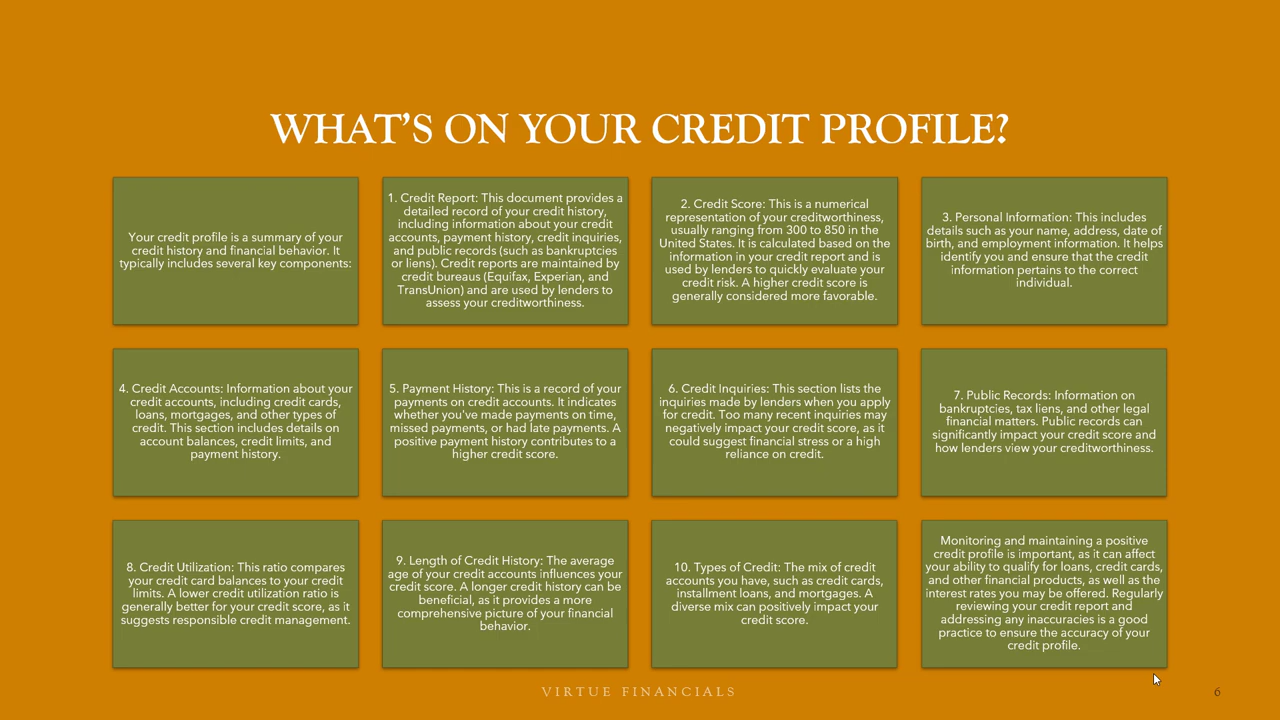 WHAT'S ON YOUR CREDIT PROFILE?
Your credit profile is a summary of your
credit history and financial behavior. It
typically includes several key components:
1. Credit Report: This document provides a
detailed record of your credit history,
including information about your credit
accounts, payment history, credit inquiries,
and public records (such as bankruptcies
or liens). Credit reports are maintained by
credit bureaus (Equifax, Experian, and
TransUnion) and are used by lenders to
assess your creditworthiness.
2. Credit Score: This is a numerical
representation of your creditworthiness,
usually ranging from 300 to 850 in the
United States. It is calculated based on the
information in your credit report and is
used by lenders to quickly evaluate your
credit risk. A higher credit score is
generally considered more favorable.
3. Personal Information: This includes
details such as your name, address, date of
birth, and employment information. It helps
identify you and ensure that the credit
information pertains to the correct
individual.
4. Credit Accounts: Information about your
credit accounts, including credit cards,
loans, mortgages, and other types of
credit. This section includes details on
account balances, credit limits, and
payment history.
5. Payment History: This is a record of your
payments on credit accounts. It indicates
whether you've made payments on time,
missed payments, or had late payments. A
positive payment history contributes to a
higher credit score.
6. Credit Inquiries: This section lists the
inquiries made by lenders when you apply
for credit. Too many recent inquiries may
negatively impact your credit score, as it
could suggest financial stress or a high
reliance on credit.
7. Public Records: Information on
bankruptcies, tax liens, and other legal
financial matters. Public records can
significantly impact your credit score and
how lenders view your creditworthiness.
8. Credit Utilization: This ratio compares
your credit card balances to your credit
limits. A lower credit utilization ratio is
generally better for your credit score, as it
suggests responsible credit management.
9. Length of Credit History: The average
age of your credit accounts influences your
credit score. A longer credit history can be
beneficial, as it provides a more
comprehensive picture of your financial
behavior.
10. Types of Credit: The mix of credit
accounts you have, such as credit cards,
installment loans, and mortgages. A
diverse mix can positively impact your
credit score.
Monitoring and maintaining a positive
credit profile is important, as it can affect
your ability to qualify for loans, credit cards,
and other financial products, as well as the
interest rates you may be offered. Regularly
reviewing your credit report and
addressing any inaccuracies is a good
practice to ensure the accuracy of your
credit profile.
VIRTUE FINANCIALS
6